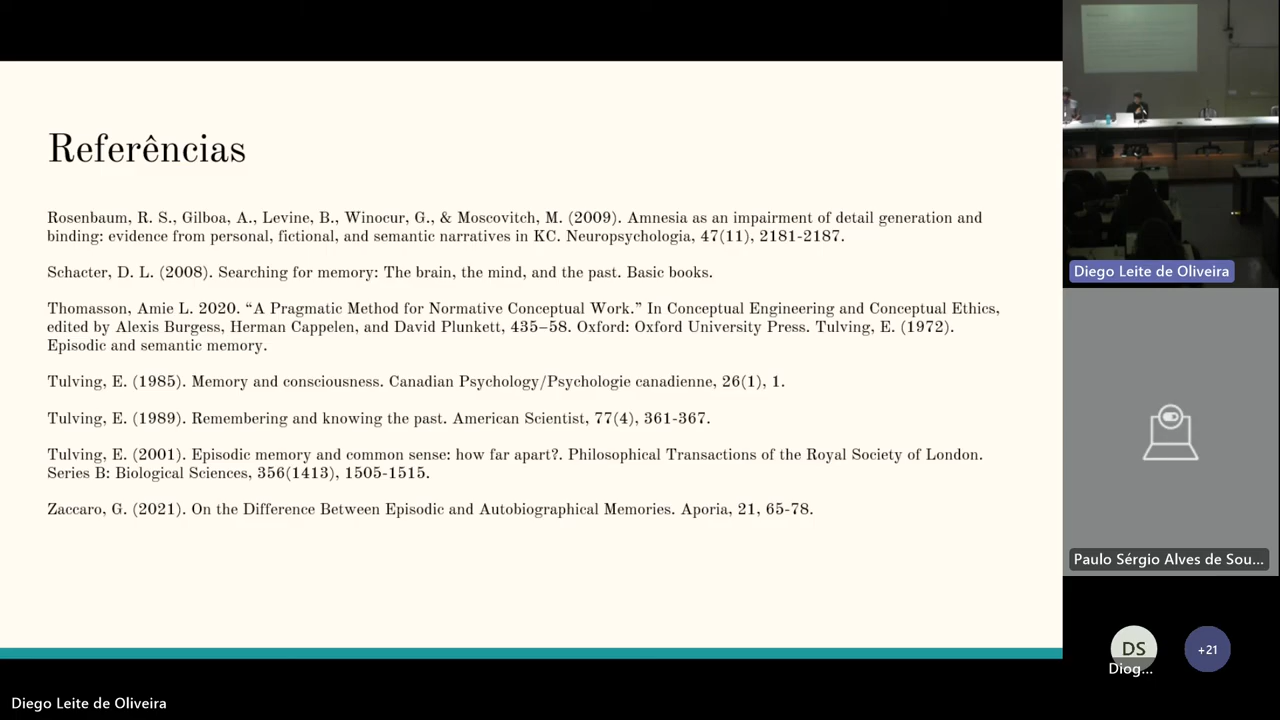 Referências
Rosenbaum, R. S., Gilboa, A., Levine, B., Winocur, G., & Moscovitch, M. (2009). Amnesia as an impairment of detail generation and
binding: evidence from personal, fictional, and semantic narratives in KC. Neuropsychologia, 47(11), 2181-2187.
Schacter, D. L. (2008). Searching for memory: The brain, the mind, and the past. Basic books.
Thomasson, Amie L. 2020. “A Pragmatic Method for Normative Conceptual Work.” In Conceptual Engineering and Conceptual Ethics,
edited by Alexis Burgess, Herman Cappelen, and David Plunkett, 435–58. Oxford: Oxford University Press. Tulving, E. (1972).
Episodic and semantic memory.
Tulving, E. (1985). Memory and consciousness. Canadian Psychology/Psychologie canadienne, 26(1), 1.
Tulving, E. (1989). Remembering and knowing the past. American Scientist, 77(4), 361-367.
Tulving, E. (2001). Episodic memory and common sense: how far apart?. Philosophical Transactions of the Royal Society of London.
Series B: Biological Sciences, 356(1413), 1505-1515.
Zaccaro, G. (2021). On the Difference Between Episodic and Autobiographical Memories. Aporia, 21, 65-78.
Diego Leite de Oliveira
Paulo Sérgio Alves de Sou...
DS
Diog...
+21
Diego Leite de Oliveira